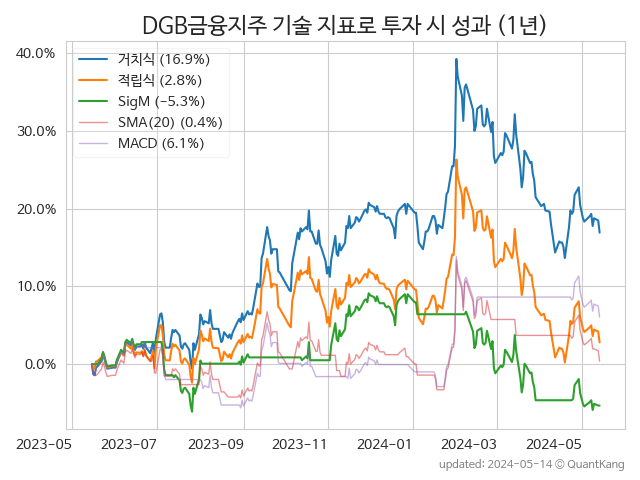 DGB금융지주 기술 지표로 투자 시 성과 (1년)
40.0%
30.0%
20.0%
10.0%
0.0%
거치식 (16.9%)
적립식 (2.8%)
SigM (−5.3%)
SMA(20) (0.4%)
MACD (6.1%)
2023-05 2023-07 2023-09 2023-11 2024-01 2024-03 2024-05
updated: 2024-05-14 © QuantKang